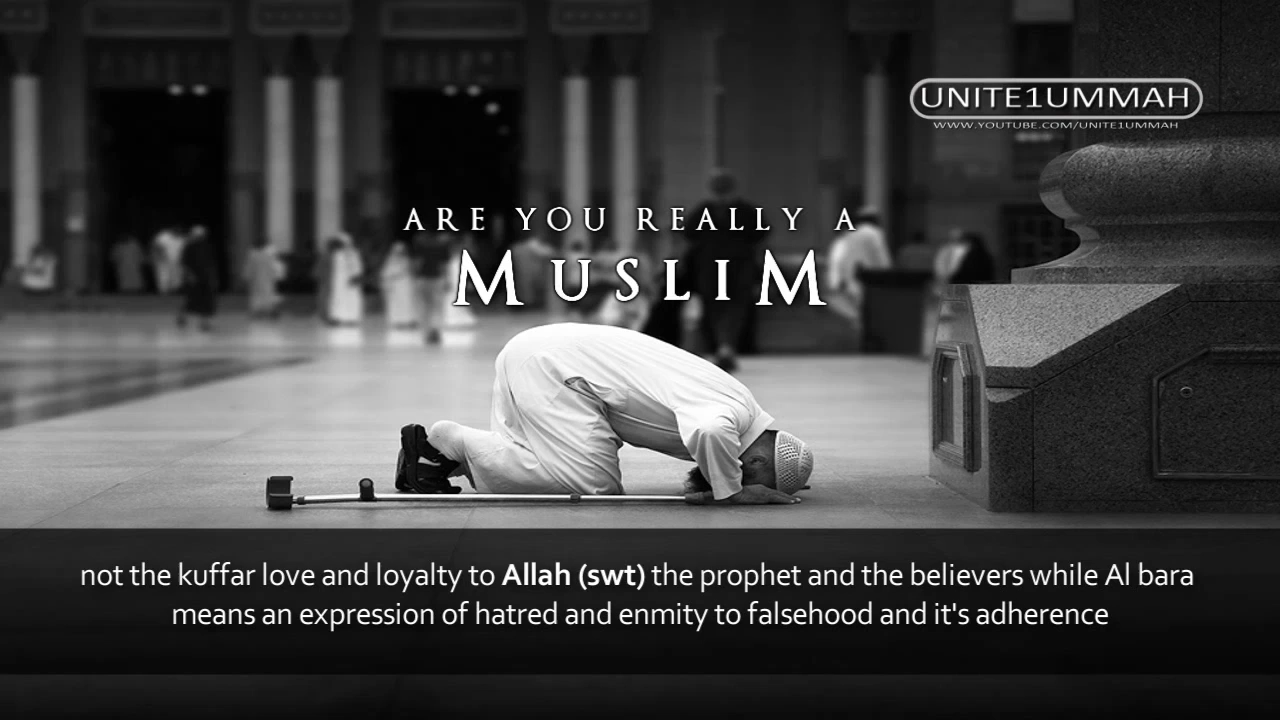 UNITE1UMMAH
WWW.YOUTUBE.COM/UNITE1UMMAH
ARE YOU REALLY A
MUSLIM
not the kuffar love and loyalty to Allah (swt) the prophet and the believers while Al bara
means an expression of hatred and enmity to falsehood and it's adherence